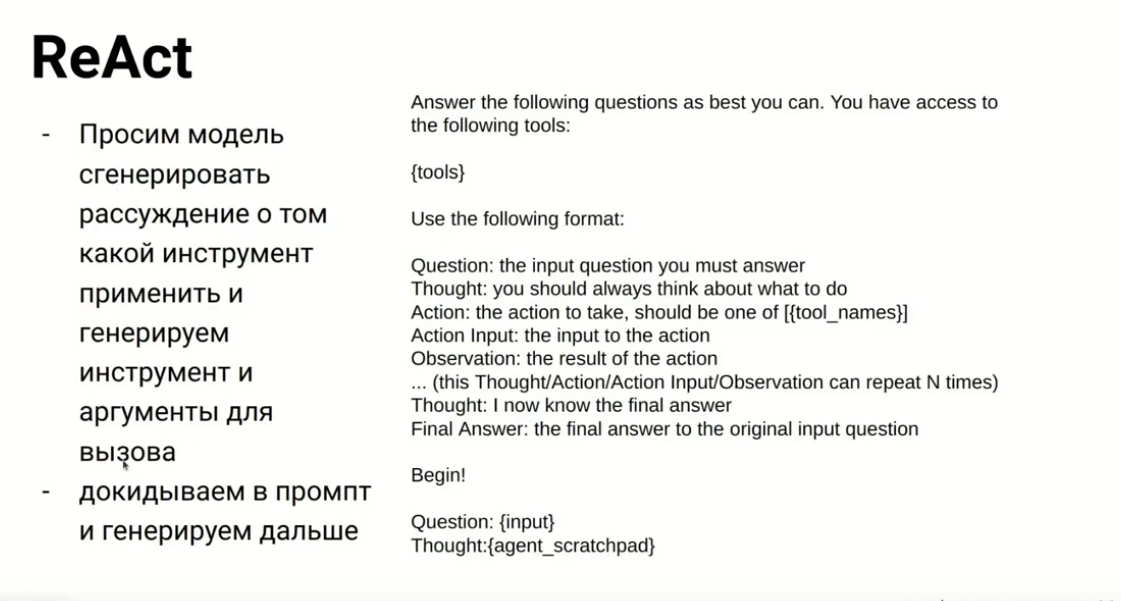 ReAct
- Просим модель
сгенерировать
рассуждение о том
какой инструмент
применить и
генерируем
инструмент и
аргументы для
вызова
- докидываем в промпт
и генерируем дальше
Answer the following questions as best you can. You have access to
the following tools:
{tools}
Use the following format:
Question: the input question you must answer
Thought: you should always think about what to do
Action: the action to take, should be one of [{tool_names}]
Action Input: the input to the action
Observation: the result of the action
... (this Thought/Action/Action Input/Observation can repeat N times)
Thought: I now know the final answer
Final Answer: the final answer to the original input question
Begin!
Question: {input}
Thought:{agent_scratchpad}